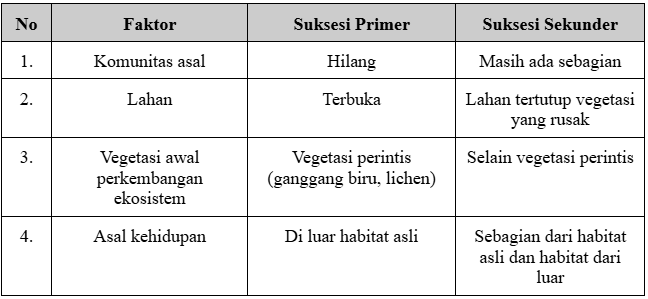 No Faktor Suksesi Primer Suksesi Sekunder
1. Komunitas asal Hilang Masih ada sebagian
2. Lahan Terbuka Lahan tertutup vegetasi
yang rusak
3. Vegetasi awal Vegetasi perintis Selain vegetasi perintis
perkembangan (ganggang biru, lichen)
ekosistem
4. Asal kehidupan Di luar habitat asli Sebagian dari habitat
asli dan habitat dari
luar